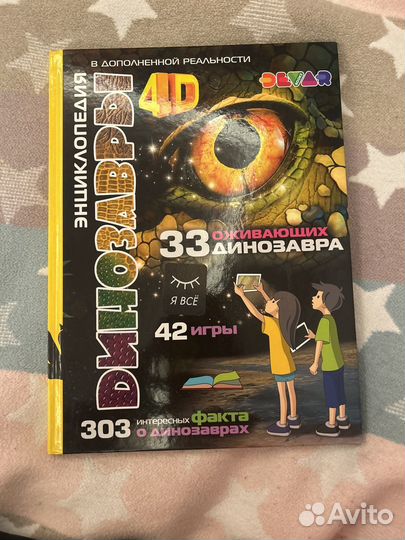 В ДОПОЛНЕННОЙ РЕАЛЬНОСТИ
DEVAR
ЭНЦИКЛОПЕДИЯ
ДИНОЗАВРЫ
4D
33 ОЖИВАЮЩИХ
ДИНОЗАВРА
Я ВСЁ
42 ИГРЫ
303 интересных факта
о динозаврах
Avito